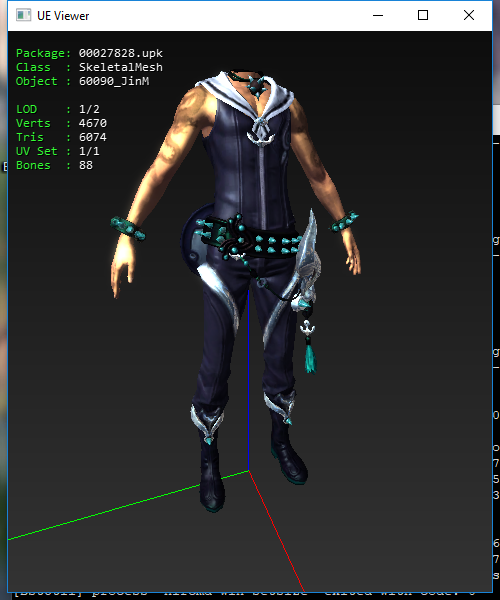 UE Viewer
Package: 00027828.upk
Class : SkeletalMesh
Object : 60090_JinM
LOD : 1/2
Verts : 4670
Tris : 6074
UV Set : 1/1
Bones : 88